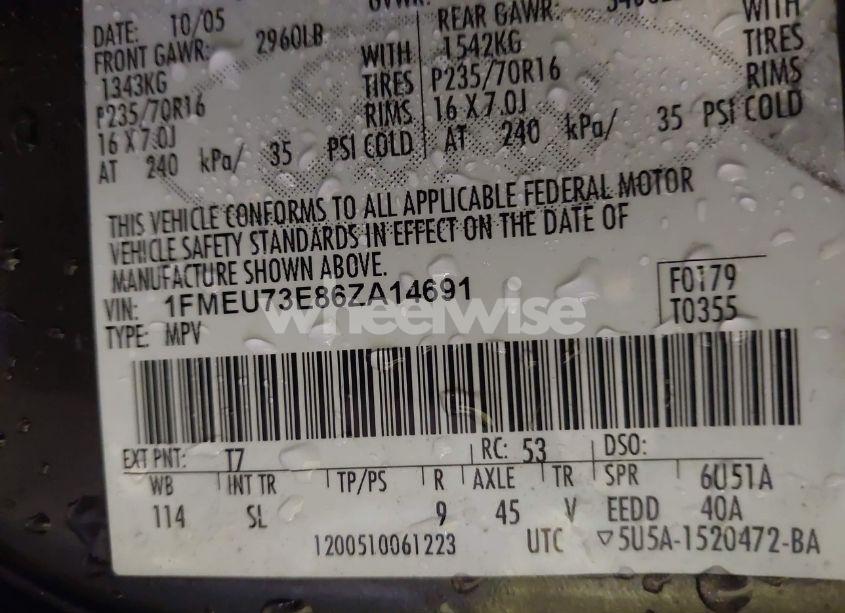 DATE: 10/05
FRONT GAWR: 2960LB
1343KG WITH
P235/70R16 TIRES
16 X 7.0J RIMS
AT 240 kPa/ 35 PSI COLD
REAR GAWR:
1542KG WITH
P235/70R16 TIRES
16 X 7.0J RIMS
AT 240 kPa/ 35 PSI COLD
THIS VEHICLE CONFORMS TO ALL APPLICABLE FEDERAL MOTOR
VEHICLE SAFETY STANDARDS IN EFFECT ON THE DATE OF
MANUFACTURE SHOWN ABOVE.
VIN: 1FMEU73E86ZA14691
TYPE: MPV
F0179
T0355
wheelwise
EXT PNT: T7 RC: 53 DSO:
WB INT TR TP/PS R AXLE TR SPR 6U51A
114 SL 9 45 V EEDD 40A
1200510061223 UTC ▽5U5A-1520472-BA